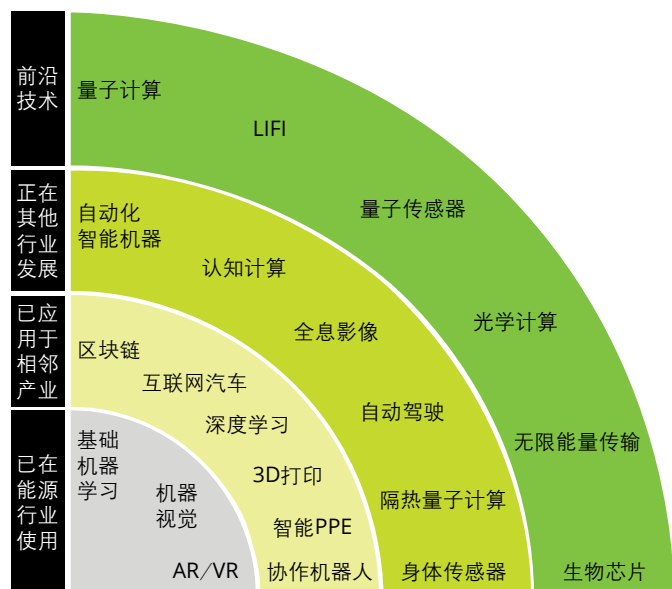 前沿
技术
量子计算
LIFI
量子传感器
光学计算
无限能量传输
生物芯片
正在
其他
行业
发展
自动化
智能机器
认知计算
全息影像
自动驾驶
隔热量子计算
身体传感器
已应
用于
相邻
产业
区块链
互联网汽车
深度学习
3D打印
智能PPE
协作机器人
已在
能源
行业
使用
基础
机器
学习
机器
视觉
AR/VR